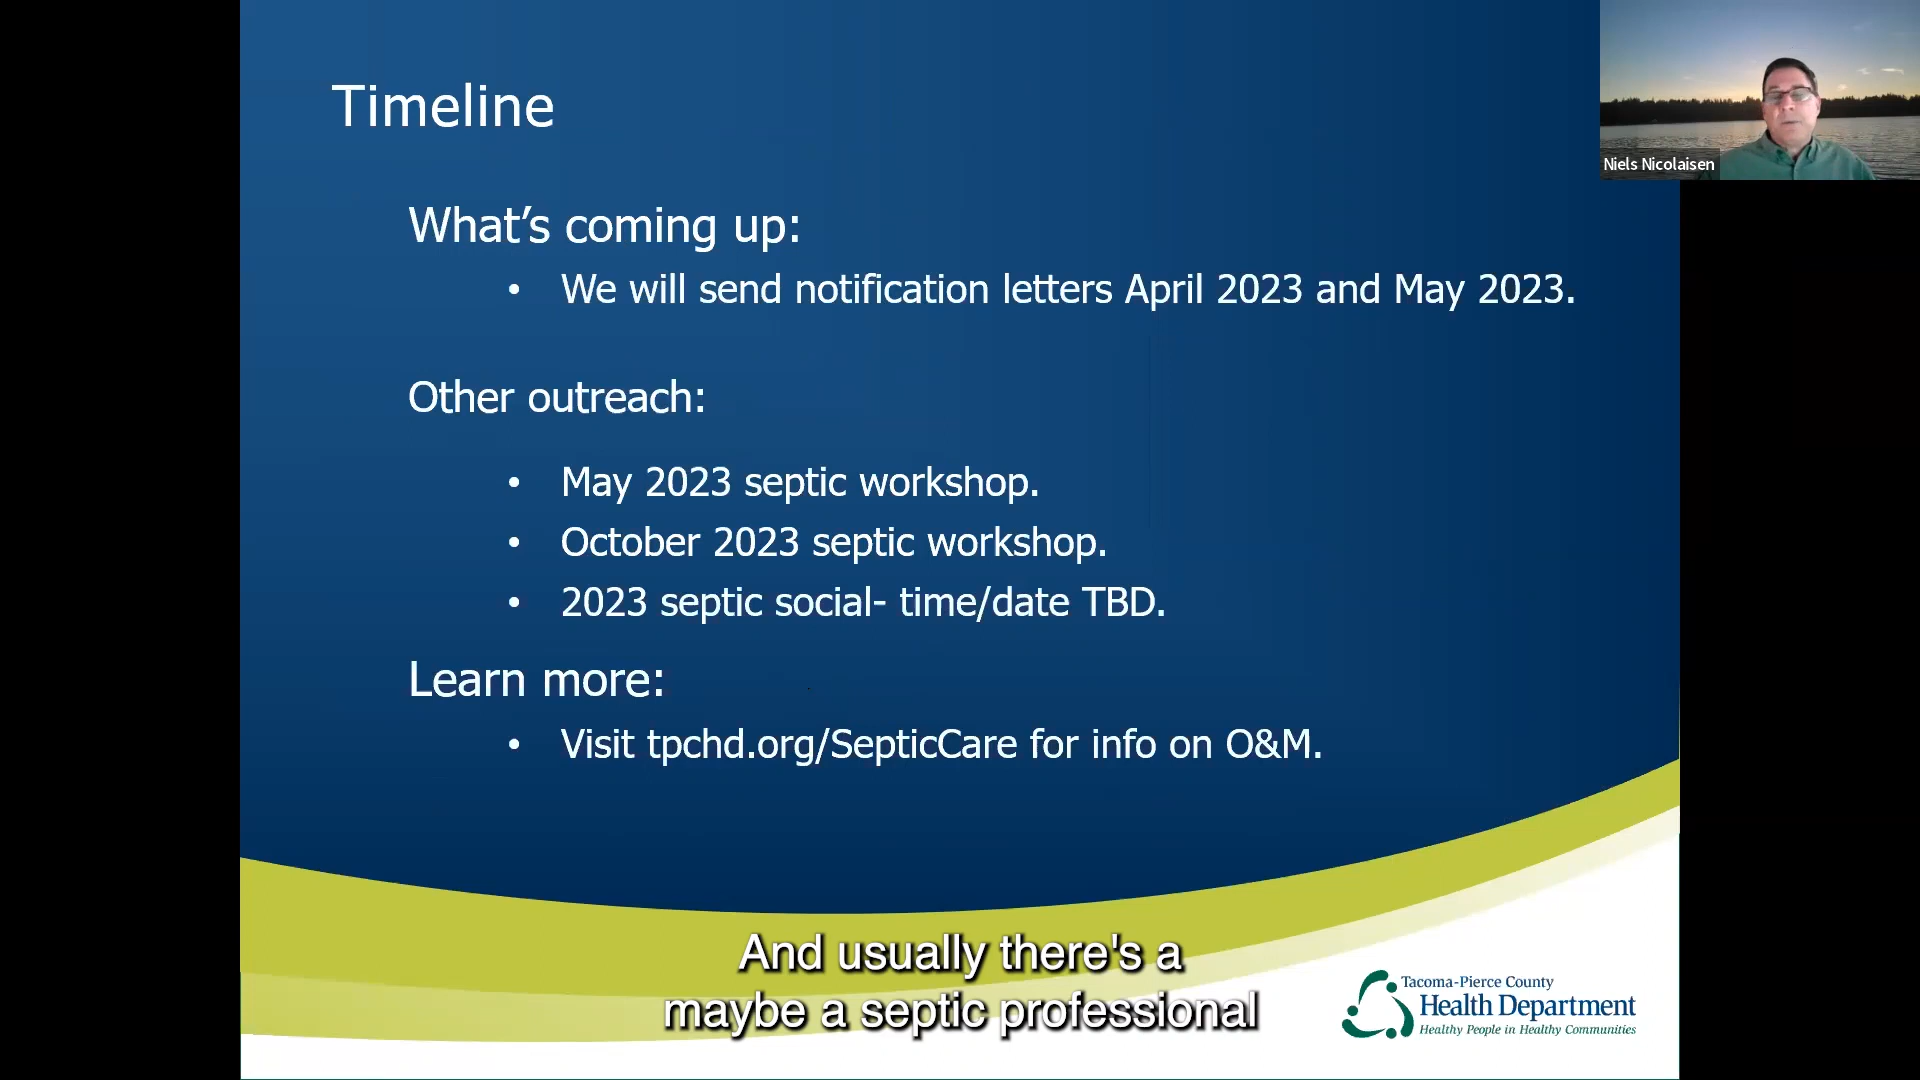 Timeline
Niels Nicolaisen
What’s coming up:
• We will send notification letters April 2023 and May 2023.
Other outreach:
• May 2023 septic workshop.
• October 2023 septic workshop.
• 2023 septic social- time/date TBD.
Learn more:
• Visit tpchd.org/SepticCare for info on O&M.
And usually there's a
maybe a septic professional
Tacoma-Pierce County
Health Department
Healthy People in Healthy Communities